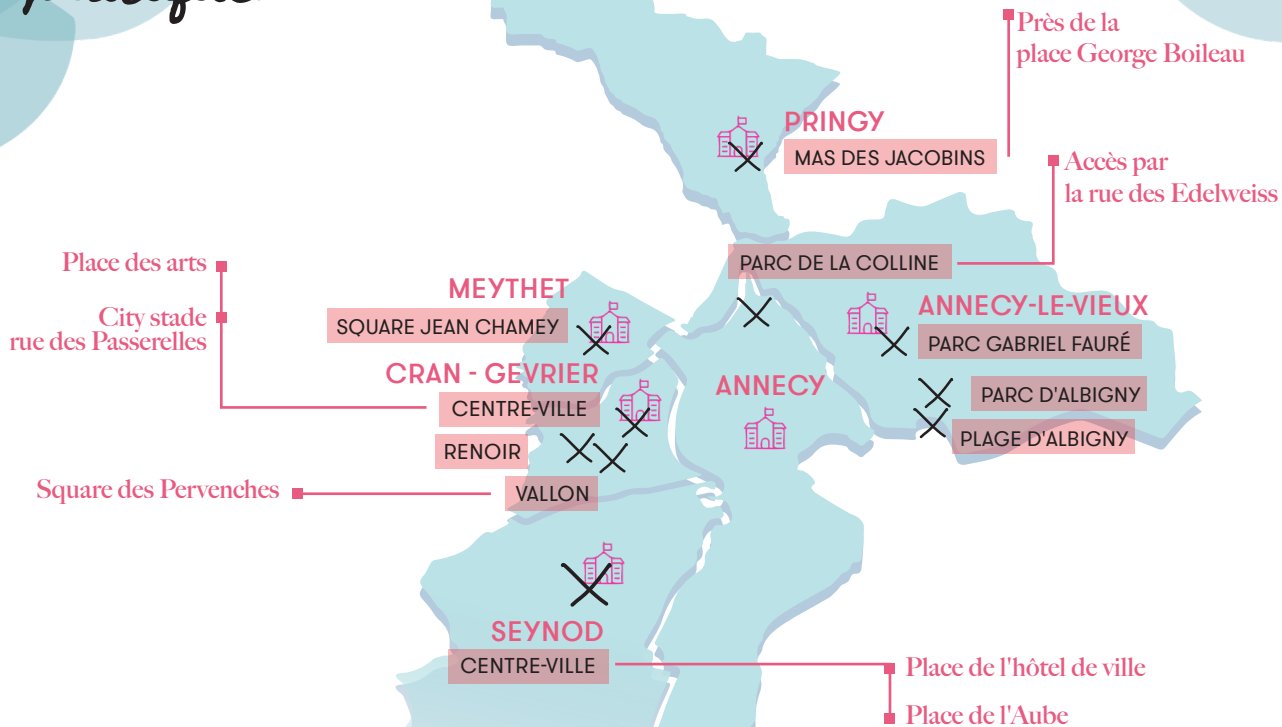 Près de la
place George Boileau
PRINGY
MAS DES JACOBINS
Accès par
la rue des Edelweiss
PARC DE LA COLLINE
Place des arts
City stade
rue des Passerelles
MEYTHET
SQUARE JEAN CHAMEY
ANNECY-LE-VIEUX
PARC GABRIEL FAURÉ
PARC D'ALBIGNY
PLAGE D'ALBIGNY
CRAN - GEVRIER
CENTRE-VILLE
RENOIR
VALLON
ANNECY
Square des Pervenches
SEYNOD
CENTRE-VILLE
Place de l'hôtel de ville
Place de l'Aube